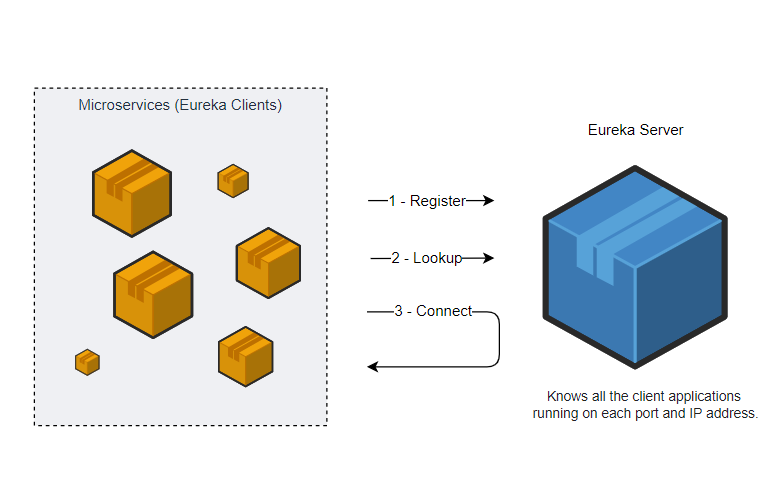 Microservices (Eureka Clients)
Eureka Server
1 - Register
2 - Lookup
3 - Connect
Knows all the client applications
running on each port and IP address.